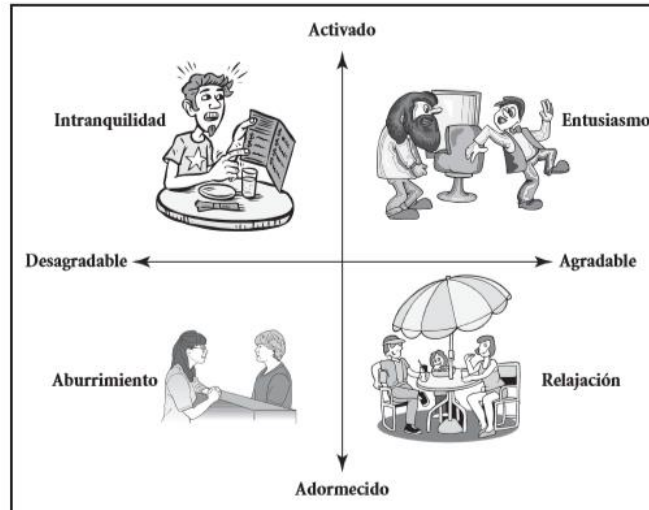 Activado
Intranquilidad
Entusiasmo
Desagradable
Agradable
Aburrimiento
Relajación
Adormecido